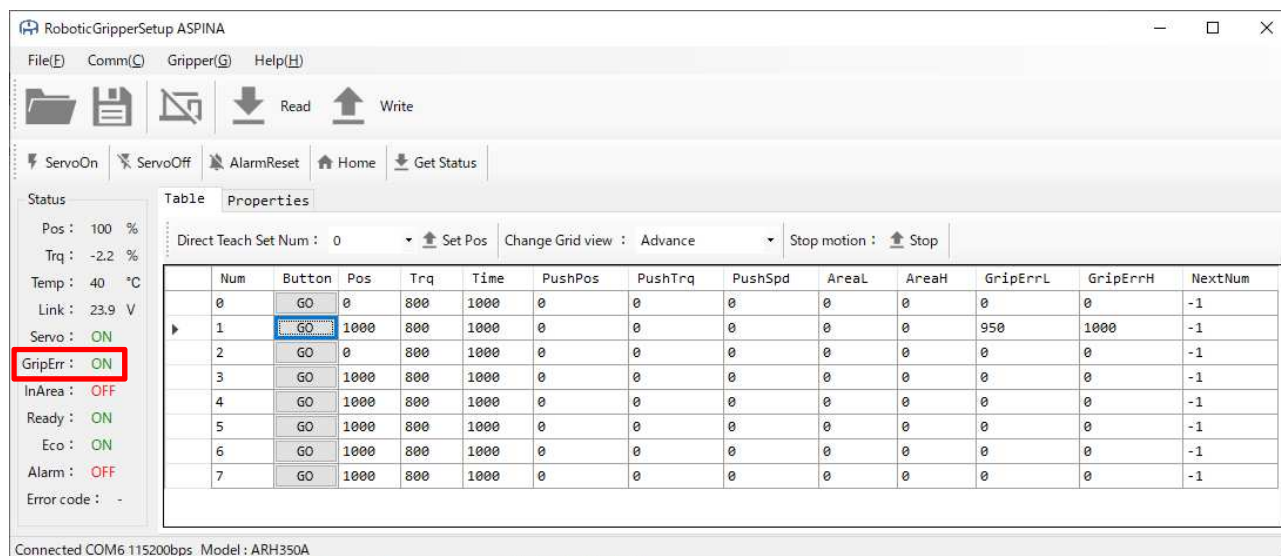 RoboticGripperSetup ASPINA
File(F) Comm(C) Gripper(G) Help(H)
Read Write
ServoOn ServoOff AlarmReset Home Get Status
Status
Pos : 100 %
Trq : -2.2 %
Temp : 40 °C
Link : 23.9 V
Servo : ON
GripErr : ON
InArea : OFF
Ready : ON
Eco : ON
Alarm : OFF
Error code : -
Table Properties
Direct Teach Set Num : 0 Set Pos Change Grid view : Advance Stop motion : Stop
Num Button Pos Trq Time PushPos PushTrq PushSpd AreaL AreaH GripErrL GripErrH NextNum
0 GO 0 800 1000 0 0 0 0 0 0 0 -1
1 GO 1000 800 1000 0 0 0 0 0 950 1000 -1
2 GO 0 800 1000 0 0 0 0 0 0 0 -1
3 GO 1000 800 1000 0 0 0 0 0 0 0 -1
4 GO 1000 800 1000 0 0 0 0 0 0 0 -1
5 GO 1000 800 1000 0 0 0 0 0 0 0 -1
6 GO 1000 800 1000 0 0 0 0 0 0 0 -1
7 GO 1000 800 1000 0 0 0 0 0 0 0 -1
Connected COM6 115200bps Model : ARH350A